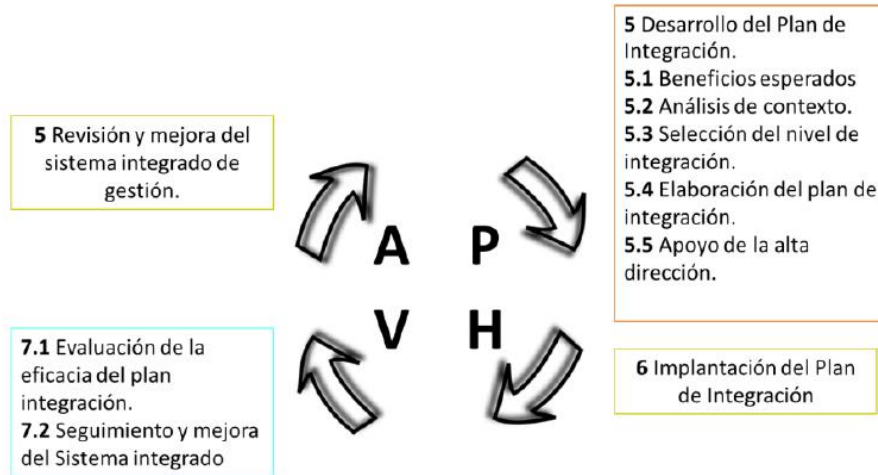 5 Revisión y mejora del
sistema integrado de
gestión.
A
P
5 Desarrollo del Plan de
Integración.
5.1 Beneficios esperados
5.2 Análisis de contexto.
5.3 Selección del nivel de
integración.
5.4 Elaboración del plan de
integración.
5.5 Apoyo de la alta
dirección.
V
H
7.1 Evaluación de la
eficacia del plan
integración.
7.2 Seguimiento y mejora
del Sistema integrado
6 Implantación del Plan
de Integración